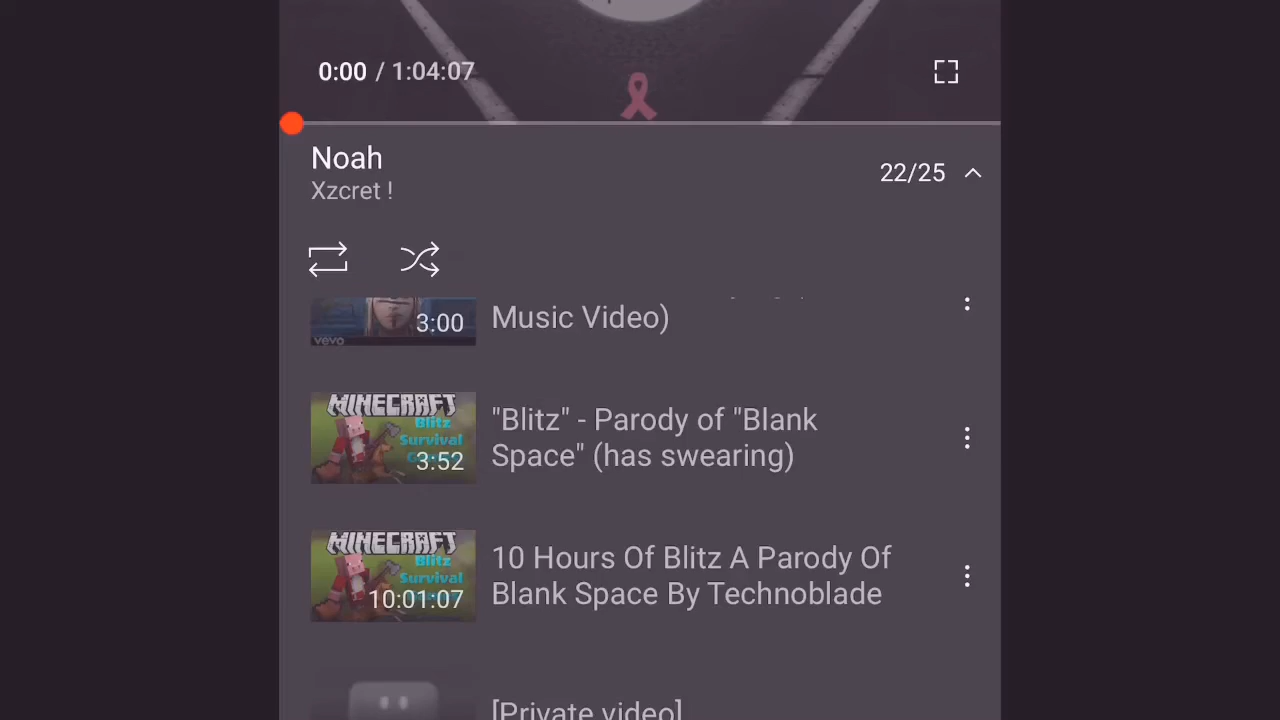 0:00 / 1:04:07
Noah
Xzcret !
22/25
3:00
vevo
Music Video)
MINECRAFT
Blitz
Survival
3:52
"Blitz" - Parody of "Blank
Space" (has swearing)
MINECRAFT
Blitz
Survival
10:01:07
10 Hours Of Blitz A Parody Of
Blank Space By Technoblade
[Private video]